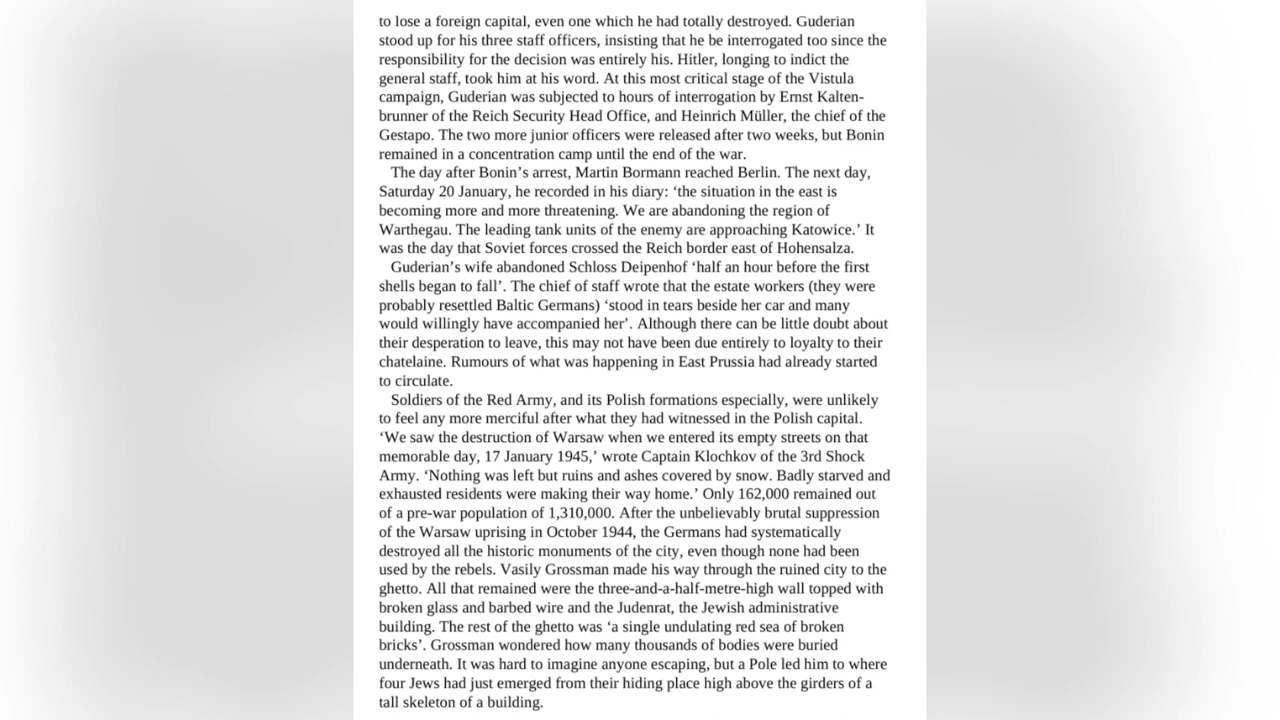 to lose a foreign capital, even one which he had totally destroyed. Guderian
stood up for his three staff officers, insisting that he be interrogated too since the
responsibility for the decision was entirely his. Hitler, longing to indict the
general staff, took him at his word. At this most critical stage of the Vistula
campaign, Guderian was subjected to hours of interrogation by Ernst Kalten-
brunner of the Reich Security Head Office, and Heinrich Müller, the chief of the
Gestapo. The two more junior officers were released after two weeks, but Bonin
remained in a concentration camp until the end of the war.
The day after Bonin’s arrest, Martin Bormann reached Berlin. The next day,
Saturday 20 January, he recorded in his diary: ‘the situation in the east is
becoming more and more threatening. We are abandoning the region of
Warthegau. The leading tank units of the enemy are approaching Katowice.’ It
was the day that Soviet forces crossed the Reich border east of Hohensalza.
Guderian’s wife abandoned Schloss Deipenhof ‘half an hour before the first
shells began to fall’. The chief of staff wrote that the estate workers (they were
probably resettled Baltic Germans) ‘stood in tears beside her car and many
would willingly have accompanied her’. Although there can be little doubt about
their desperation to leave, this may not have been due entirely to loyalty to their
chatelaine. Rumours of what was happening in East Prussia had already started
to circulate.
Soldiers of the Red Army, and its Polish formations especially, were unlikely
to feel any more merciful after what they had witnessed in the Polish capital.
‘We saw the destruction of Warsaw when we entered its empty streets on that
memorable day, 17 January 1945,’ wrote Captain Klochkov of the 3rd Shock
Army. ‘Nothing was left but ruins and ashes covered by snow. Badly starved and
exhausted residents were making their way home.’ Only 162,000 remained out
of a pre-war population of 1,310,000. After the unbelievably brutal suppression
of the Warsaw uprising in October 1944, the Germans had systematically
destroyed all the historic monuments of the city, even though none had been
used by the rebels. Vasily Grossman made his way through the ruined city to the
ghetto. All that remained were the three-and-a-half-metre-high wall topped with
broken glass and barbed wire and the Judenrat, the Jewish administrative
building. The rest of the ghetto was ‘a single undulating red sea of broken
bricks’. Grossman wondered how many thousands of bodies were buried
underneath. It was hard to imagine anyone escaping, but a Pole led him to where
four Jews had just emerged from their hiding place high above the girders of a
tall skeleton of a building.